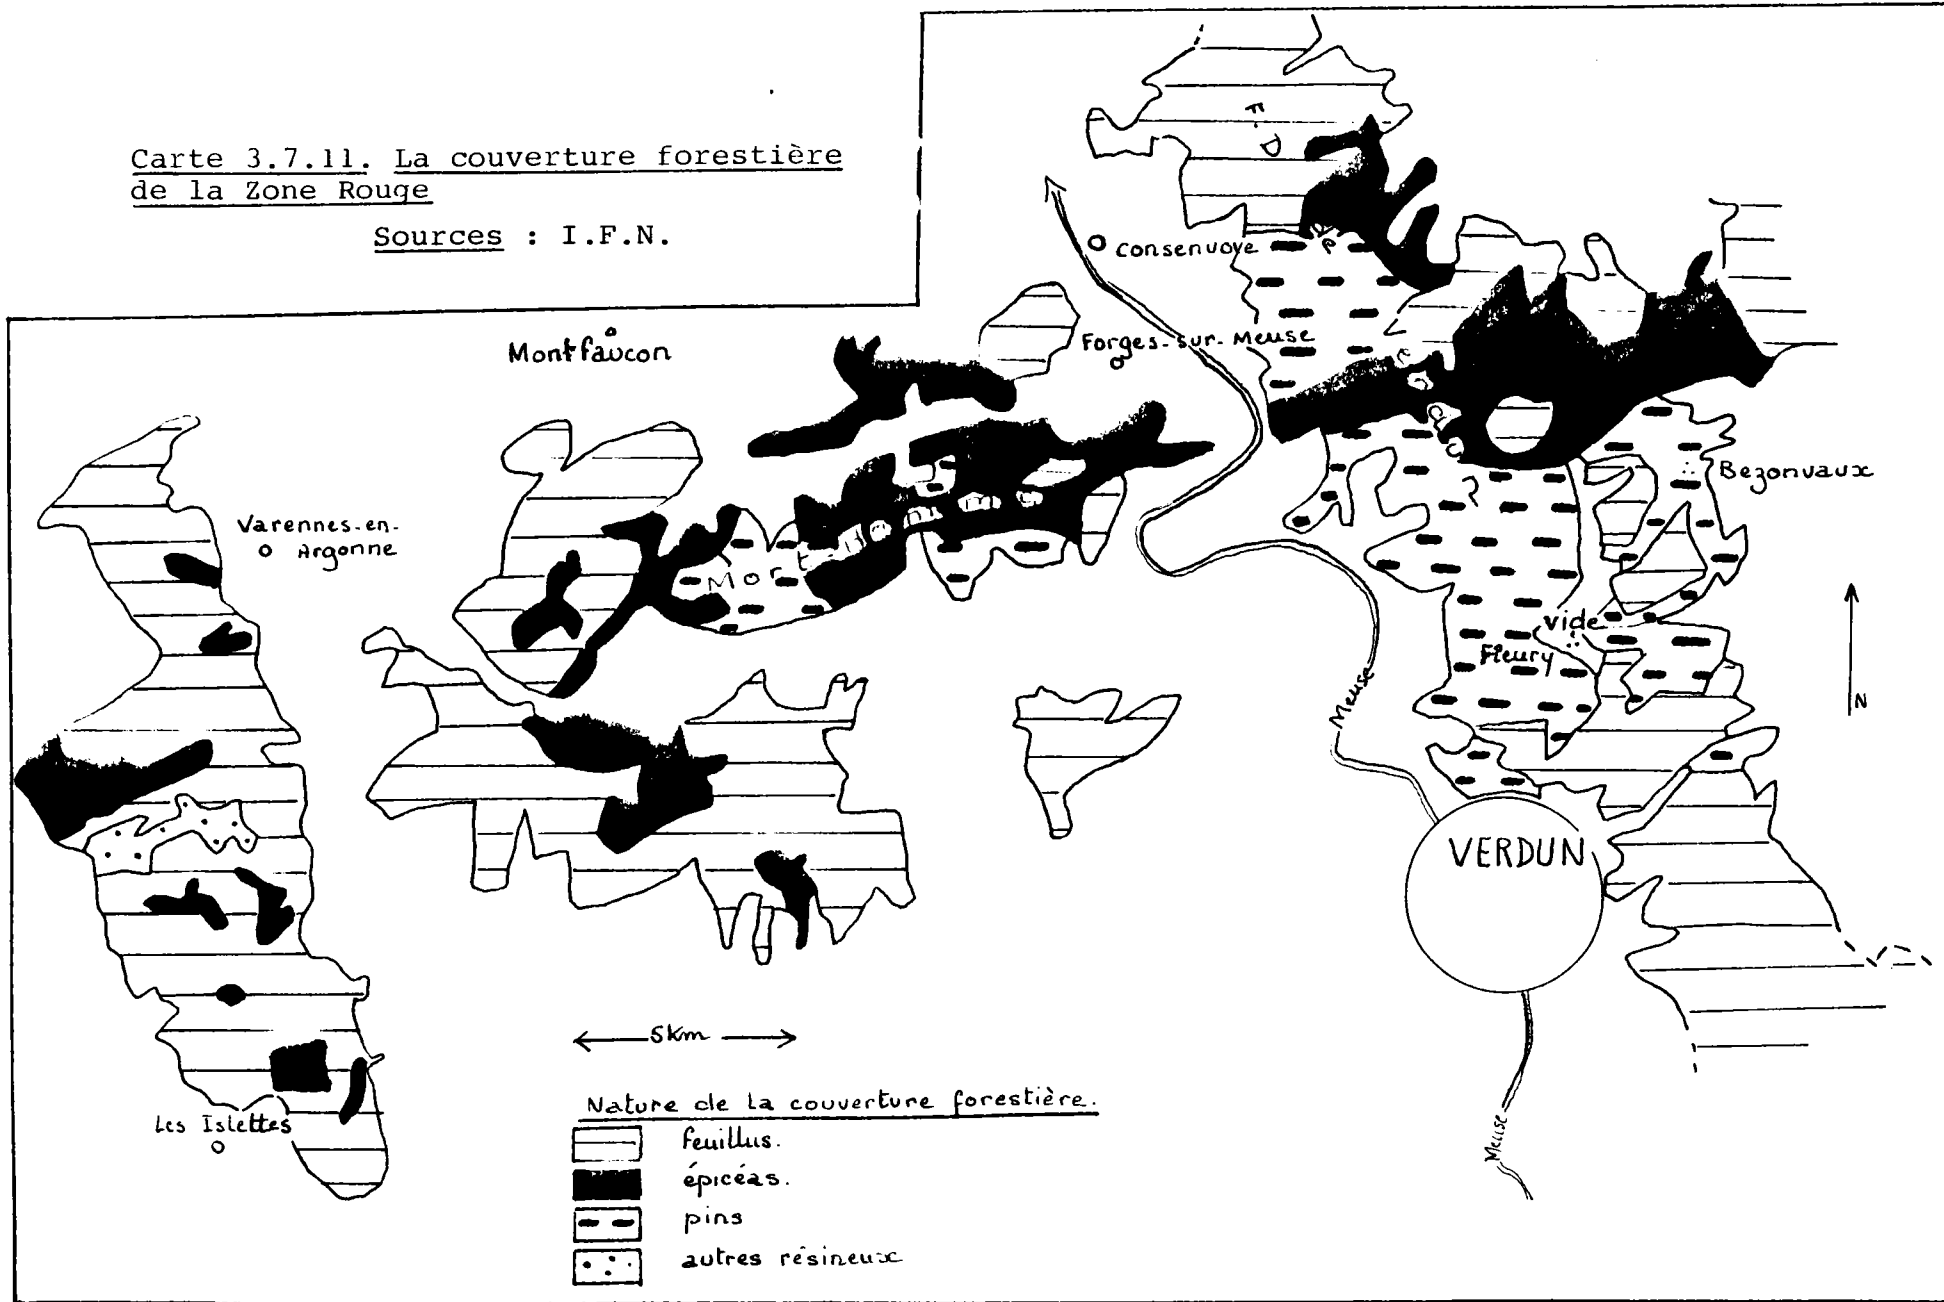 Carte 3.7.11. La couverture forestière
de la Zone Rouge
Sources : I.F.N.
F.D
Consenvoye
Montfaucon
Forges-sur-Meuse
Bezonvaux
Varennes-en-
Argonne
Mort-Homme
vide
Fleury
Meuse
N
VERDUN
5km
Nature de la couverture forestière.
Les Islettes
feuillus.
épicéas.
pins
autres résineux
Meuse